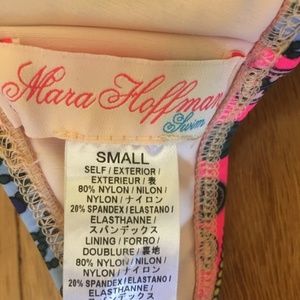 Mara Hoffman
Swim
SMALL
SELF / EXTERIOR /
EXTERIEUR / 表
80% NYLON / NILON /
NYLON / ナイロン
20% SPANDEX / ELASTANO /
ELASTHANNE /
スパンデックス
LINING / FORRO /
DOUBLURE / 裏地
80% NYLON / NILON /
NYLON / ナイロン
20% SPANDEX / ELASTANO /
ELASTHANNE /